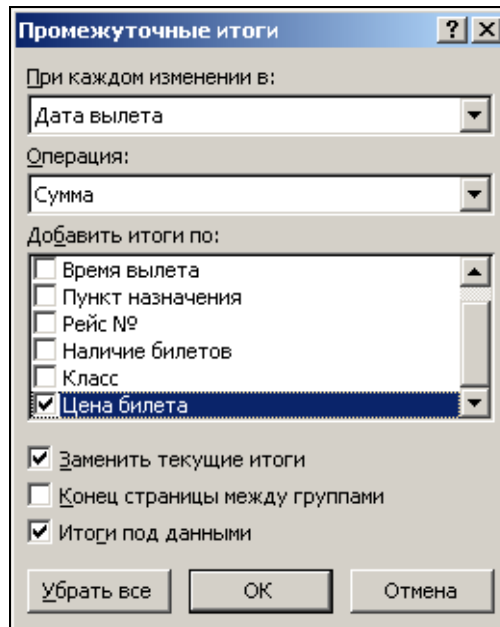 Промежуточные итоги
При каждом изменении в:
Дата вылета
Операция:
Сумма
Добавить итоги по:
Время вылета
Пункт назначения
Рейс №
Наличие билетов
Класс
Цена билета
Заменить текущие итоги
Конец страницы между группами
Итоги под данными
Убрать все ОК Отмена